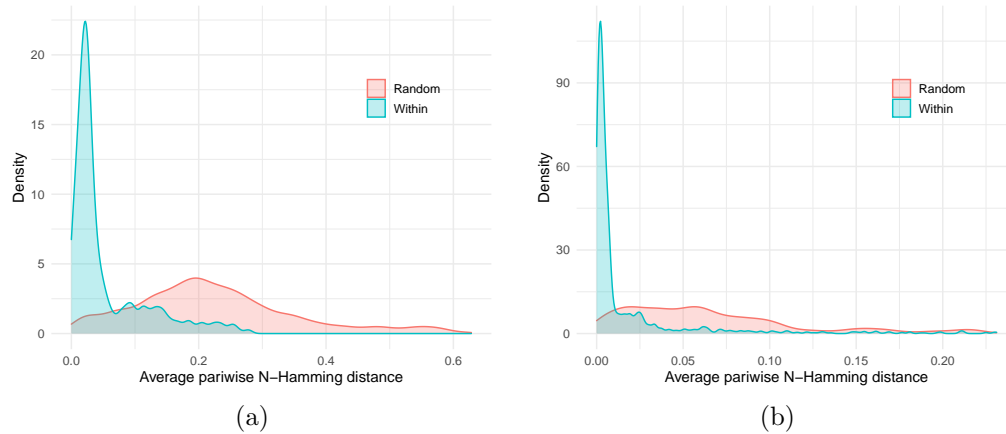 Density
20
15
10
5
0
0.0
0.2
0.4
0.6
Average pariwise N−Hamming distance
Random
Within
(a)
Density
90
60
30
0
0.00
0.05
0.10
0.15
0.20
Average pariwise N−Hamming distance
Random
Within
(b)